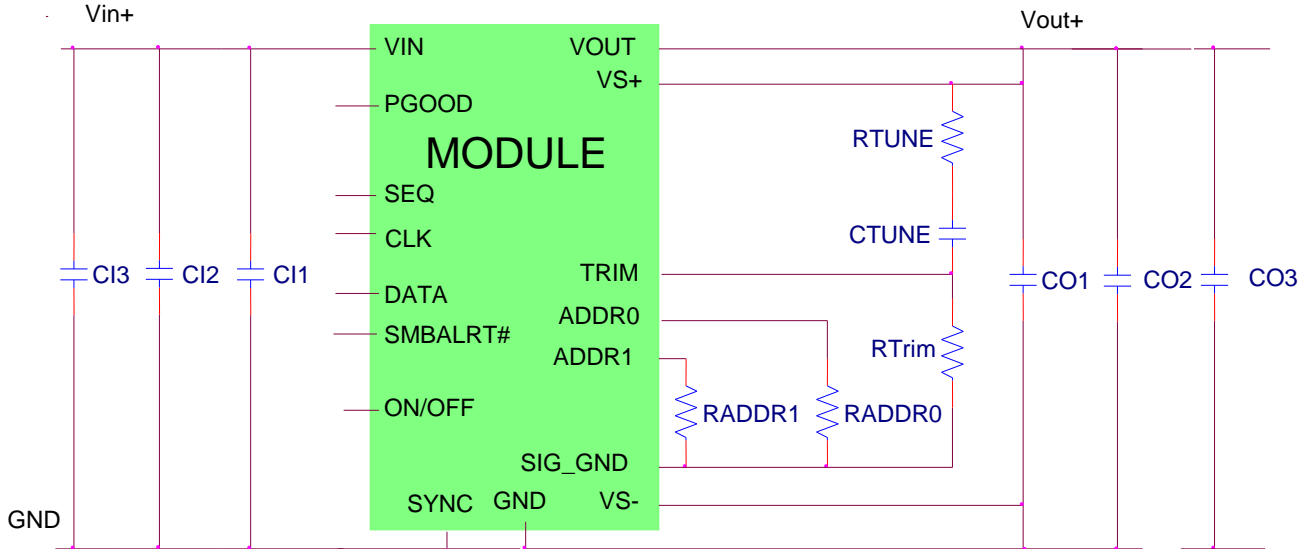 Vin+
Vout+
VIN
VOUT
VS+
PGOOD
RTUNE
MODULE
SEQ
CLK
CTUNE
CI3
CI2
CI1
TRIM
CO1
CO2
CO3
DATA
ADDR0
SMBALRT#
ADDR1
RTrim
ON/OFF
RADDR1
RADDR0
SIG_GND
SYNC
GND
VS-
GND